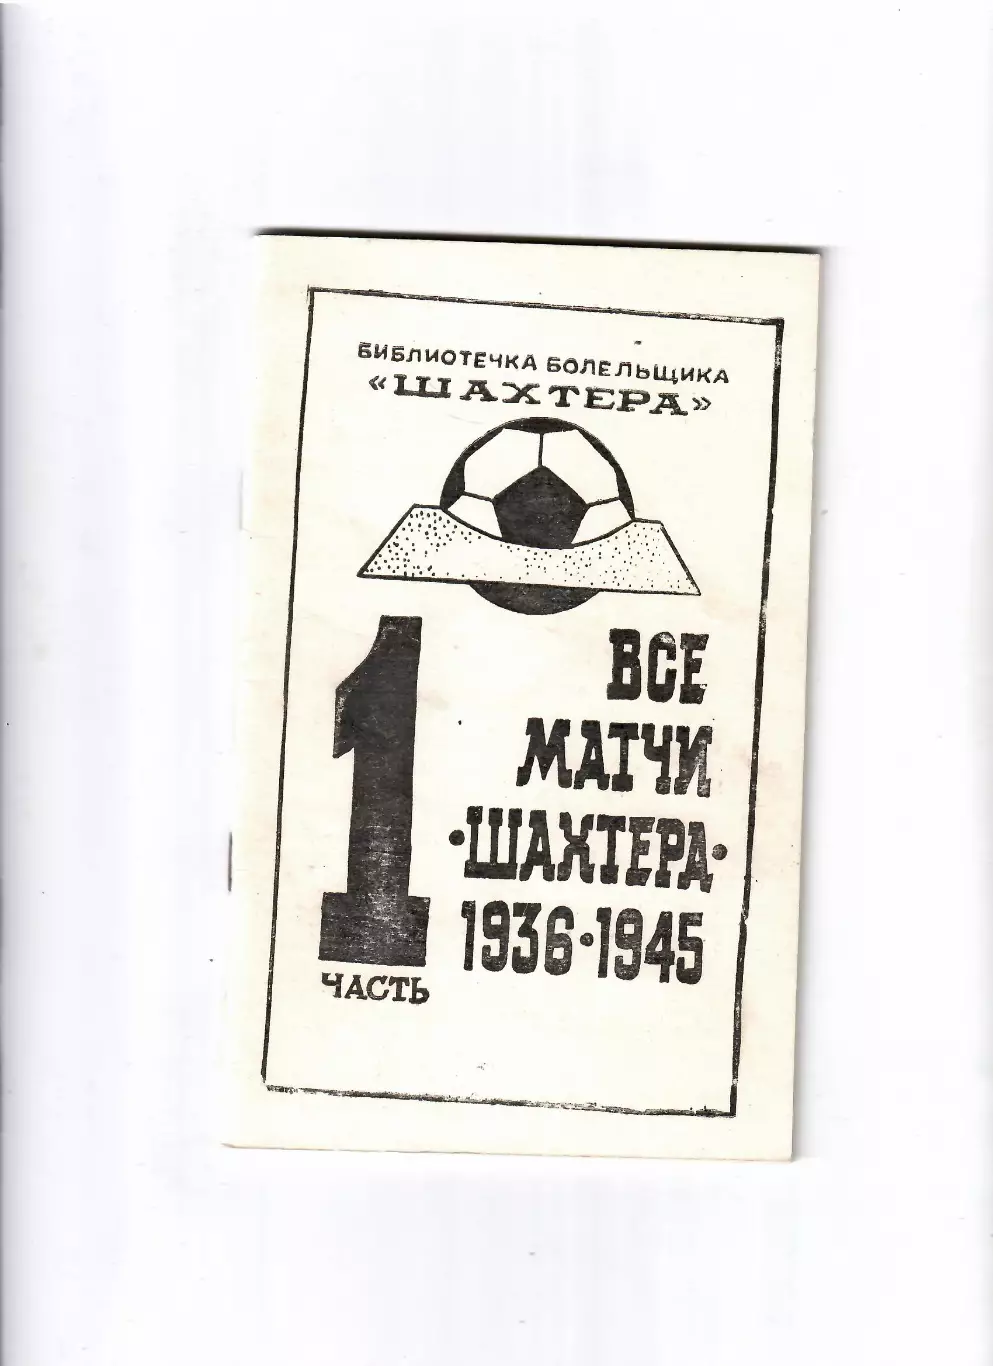 БИБЛИОТЕЧКА БОЛЕЛЬЩИКА
«ШАХТЕРА»
1
ЧАСТЬ
ВСЕ
МАТЧИ
•ШАХТЕРА•
1936•1945